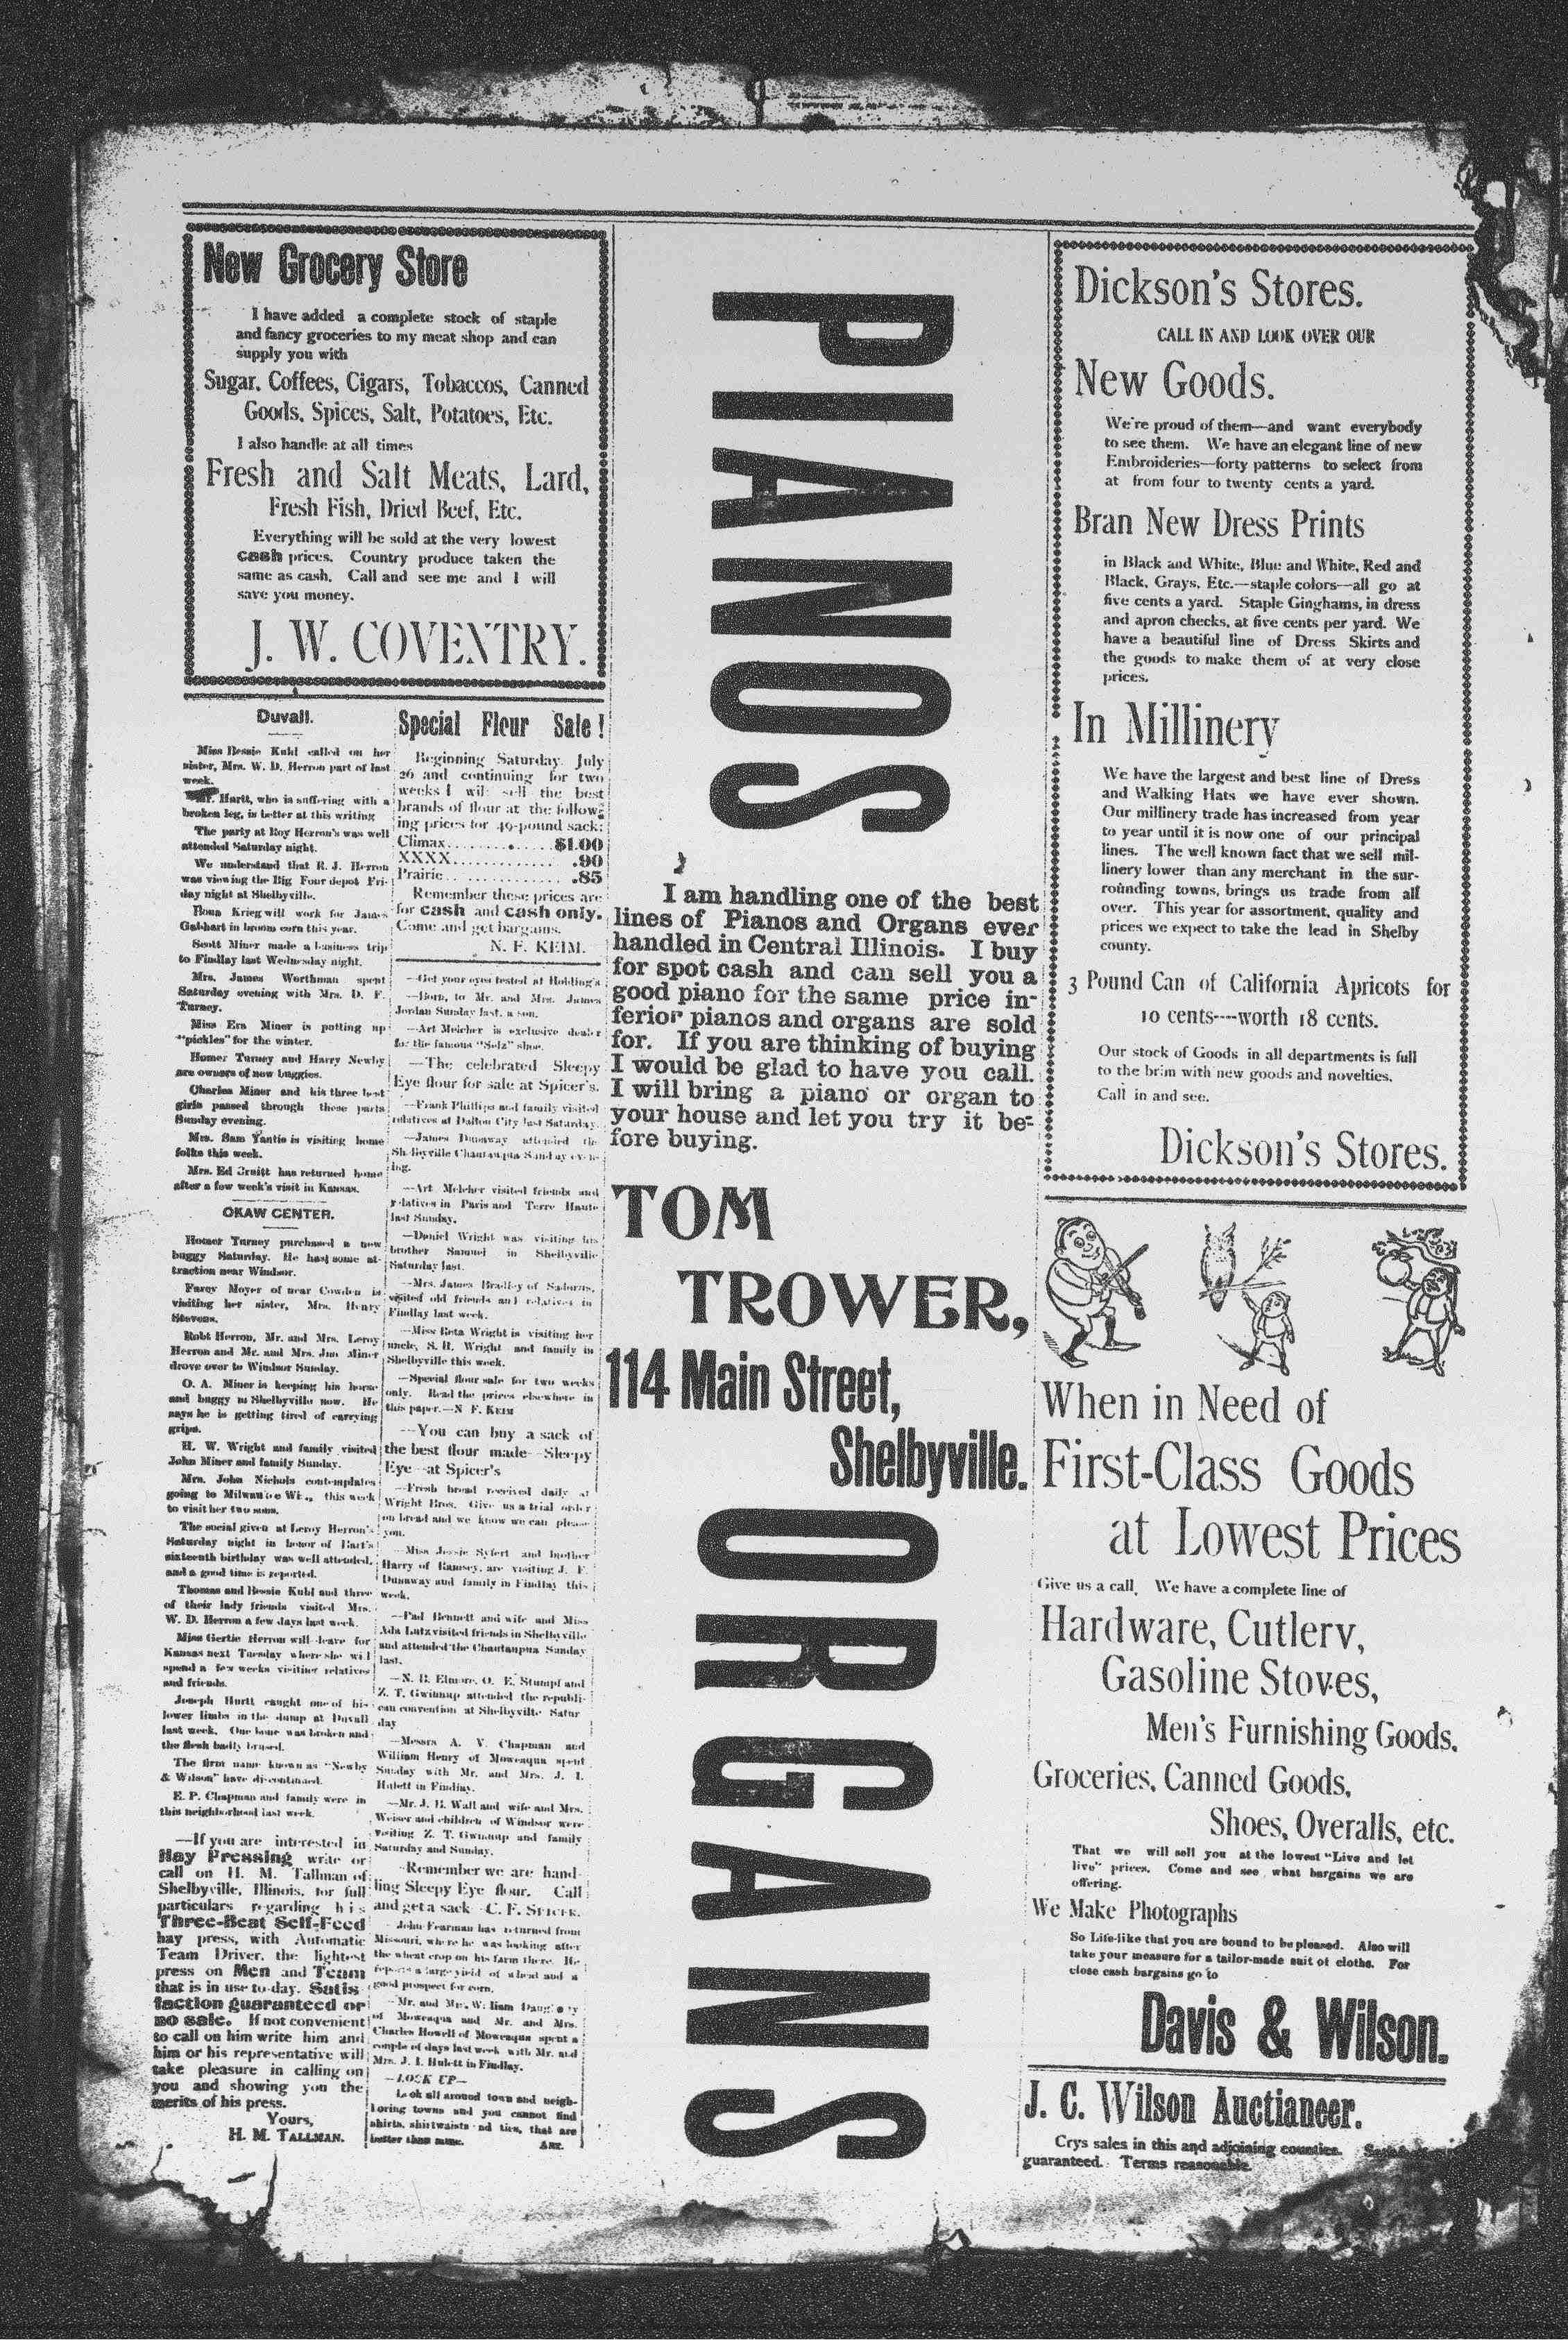 New Grocery Store
I have added a complete stock of staple
and fancy groceries to my meat shop and can
supply you with
Sugar, Coffees, Cigars, Tobaccos, Canned
Goods, Spices, Salt, Potatoes, Etc.
I also handle at all times
Fresh and Salt Meats, Lard,
Fresh Fish, Dried Beef, Etc.
Everything will be sold at the very lowest
cash prices. Country produce taken the
same as cash. Call and see me and I will
save you money.
J. W. COVENTRY.
Duvall.
Miss Bessie Kuhl called on her
sister, Mrs. W. D. Herron part of last
week.
Hartt, who is suffering with a
broken leg, is better at this writing
The party at Roy Herron's was well
attended Saturday night.
We understand that R. J. Herron
was viewing the Big Four depot Fri-
day night at Shelbyville.
Hona Krieg will work for James
Gabhart in broom corn this year.
Scott Miner made a business trip
to Findlay last Wednesday night.
Mrs. James Worthman spent
Saturday evening with Mrs. D. F.
Turney.
Miss Era Miner is putting up
"pickles" for the winter.
Homer Turney and Harry Newby
are owners of new buggies.
Charles Miner and his three best
girls passed through these parts
Sunday evening.
Mrs. Sam Yantis is visiting home
folks this week.
Mrs. Ed Bruitt has returned home
after a few week's visit in Kansas.
OKAW CENTER.
Homer Turney purchased a new
buggy Saturday. He has some at-
traction near Windsor.
Favey Moyer of near Cowden is
visiting her sister, Mrs. Henry
Stevens.
Robt Herron, Mr. and Mrs. Leroy
Herron and Mr. and Mrs. Jno Miner
drove over to Windsor Sunday.
O. A. Miner is keeping his horse
and buggy in Shelbyville now. He
says he is getting tired of carrying
grips.
H. W. Wright and family visited
John Miner and family Sunday.
Mrs. John Nichols contemplates
going to Milwaukee Wi., this week
to visit her two sons.
The social given at Leroy Herron's
Saturday night in honor of Bart's
sixteenth birthday was well attended,
and a good time is reported.
Thomas and Bessie Kuhl and three
of their lady friends visited Mrs.
W. D. Herron a few days last week.
Miss Gertie Herron will leave for
Kansas next Tuesday where she will
spend a few weeks visiting relatives
and friends.
Joseph Hurtt caught one of his
lower limbs in the dump at Duvall
last week. One bone was broken and
the flesh badly brused.
The firm name known as "Newby
& Wilson" have discontinued.
E. P. Chapman and family were in
this neighborhood last week.
—If you are interested in
Hay Pressing write or
call on H. M. Tallman of
Shelbyville, Illinois, for full
particulars regarding his
Three-Beat Self-Feed
hay press, with Automatic
Team Driver, the lightest
press on Men and Team
that is in use to-day. Satis-
faction guaranteed or
no sale. If not convenient
to call on him write him and
him or his representative will
take pleasure in calling on
you and showing you the
merits of his press.
Yours,
H. M. TALLMAN.
Special Flour Sale!
Beginning Saturday, July
26 and continuing for two
weeks I will sell the best
brands of flour at the follow-
ing prices for 49-pound sack:
Climax........ $1.00
XXXX........ .90
Prairie........ .85
Remember these prices are
for cash and cash only.
Come and get bargains.
N. F. KEIM.
—Get your eyes tested at Holding's
—Born, to Mr. and Mrs. James
Jordan Sunday last, a son.
—Art Melcher is exclusive dealer
for the famous "Selz" shoe.
—The celebrated Sleepy
Eye flour for sale at Spicer's.
—Frank Phillips and family visited
relatives at Dalton City last Saturday.
—James Dunaway attended the
Shelbyville Chautauqua Sunday even-
ing.
—Art Melcher visited friends and
relatives in Paris and Terre Haute
last Sunday.
—Daniel Wright was visiting his
brother Samuel in Shelbyville
Saturday last.
—Mrs. James Bradley of Sadorus,
visited old friends and relatives in
Findlay last week.
—Miss Reta Wright is visiting her
uncle, S. H. Wright and family in
Shelbyville this week.
—Special flour sale for two weeks
only. Read the prices elsewhere in
this paper.—N F. KEIM
—You can buy a sack of
the best flour made—Sleepy
Eye—at Spicer's
—Fresh bread received daily at
Wright Bros. Give us a trial order
on bread and we know we can please
you.
—Miss Jessie Syfert and brother
Harry of Ramsey, are visiting J. F.
Dunaway and family in Findlay this
week.
—Pad Bennett and wife and Miss
Ada Lutz visited friends in Shelbyville
and attended the Chautauqua Sunday
last.
—N. B. Elmore, O. E. Stumpf and
Z. T. Gwinnup attended the republi-
can convention at Shelbyville Satur
day
—Messrs A. V. Chapman and
William Henry of Moweaqua spent
Sunday with Mr. and Mrs. J. I.
Hulett in Findlay.
—Mr. J. B. Wall and wife and Mrs.
Weiser and children of Windsor were
visiting Z. T. Gwinnup and family
Saturday and Sunday.
—Remember we are hand-
ling Sleepy Eye flour. Call
and get a sack—C. F. SPICER.
—John Fearman has returned from
Missouri, where he was looking after
the wheat crop on his farm there. He
reports a large yield of wheat and a
good prospect for corn.
—Mr. and Mrs. William
of Moweaqua and Mr. and Mrs.
Charles Howell of Moweaqua spent a
couple of days last week with Mr. and
Mrs. J. I. Hulett in Findlay.
—LOOK UP—
Look all around town and neigh-
boring towns and you cannot find
shirts, shirtwaists and ties, that are
better than mine. ART.
PIANOS
I am handling one of the best
lines of Pianos and Organs ever
handled in Central Illinois. I buy
for spot cash and can sell you a
good piano for the same price in-
ferior pianos and organs are sold
for. If you are thinking of buying
I would be glad to have you call.
I will bring a piano or organ to
your house and let you try it be-
fore buying.
TOM
TROWER,
114 Main Street,
Shelbyville.
ORGANS
Dickson's Stores.
CALL IN AND LOOK OVER OUR
New Goods.
We're proud of them—and want everybody
to see them. We have an elegant line of new
Embroideries—forty patterns to select from
at from four to twenty cents a yard.
Bran New Dress Prints
in Black and White, Blue and White, Red and
Black, Grays, Etc.—staple colors—all go at
five cents a yard. Staple Ginghams, in dress
and apron checks, at five cents per yard. We
have a beautiful line of Dress Skirts and
the goods to make them of at very close
prices.
In Millinery
We have the largest and best line of Dress
and Walking Hats we have ever shown.
Our millinery trade has increased from year
to year until it is now one of our principal
lines. The well known fact that we sell mil-
linery lower than any merchant in the sur-
rounding towns, brings us trade from all
over. This year for assortment, quality and
prices we expect to take the lead in Shelby
county.
3 Pound Can of California Apricots for
10 cents----worth 18 cents.
Our stock of Goods in all departments is full
to the brim with new goods and novelties.
Call in and see.
Dickson's Stores.
When in Need of
First-Class Goods
at Lowest Prices
Give us a call. We have a complete line of
Hardware, Cutlery,
Gasoline Stoves,
Men's Furnishing Goods,
Groceries, Canned Goods,
Shoes, Overalls, etc.
That we will sell you at the lowest "Live and let
live" prices. Come and see what bargains we are
offering.
We Make Photographs
So Life-like that you are bound to be pleased. Also will
take your measure for a tailor-made suit of cloths. For
close cash bargains go to
Davis & Wilson.
J. C. Wilson Auctianeer.
Crys sales in this and adjoining counties.
guaranteed. Terms reasonable.